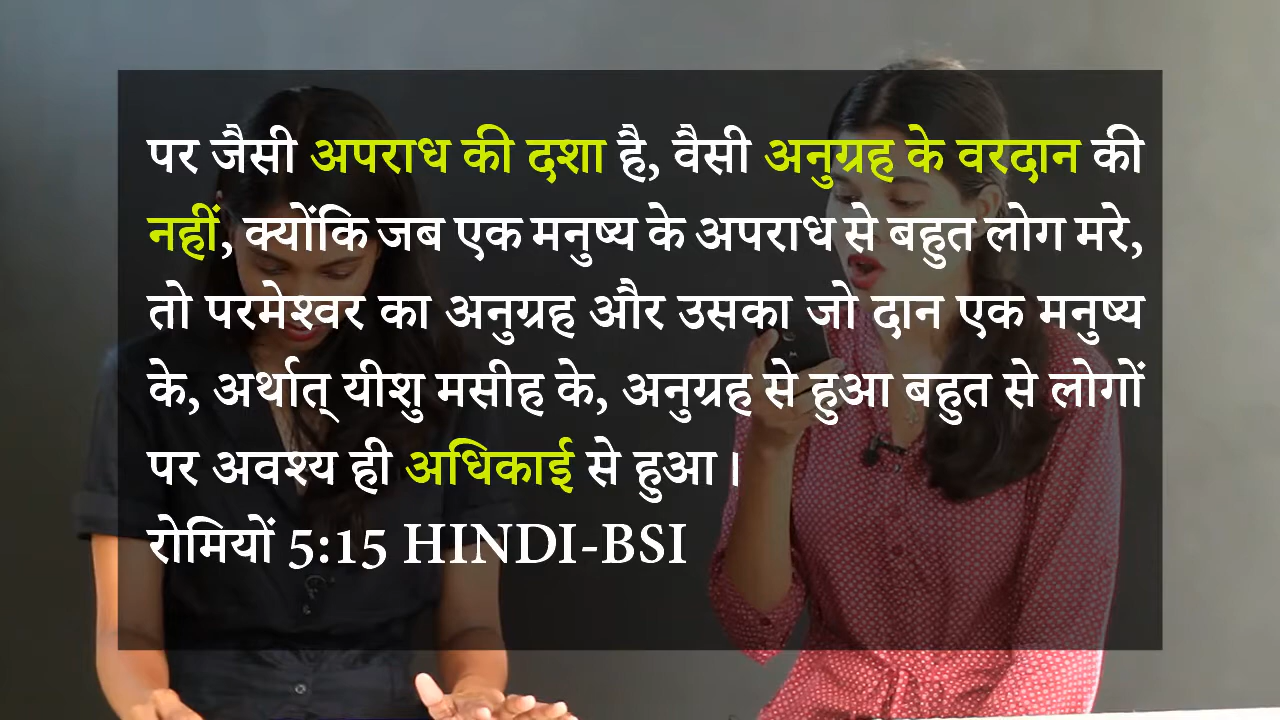 पर जैसी अपराध की दशा है, वैसी अनुग्रह के वरदान की
नहीं, क्योंकि जब एक मनुष्य के अपराध से बहुत लोग मरे,
तो परमेश्‍वर का अनुग्रह और उसका जो दान एक मनुष्य
के, अर्थात् यीशु मसीह के, अनुग्रह से हुआ बहुत से लोगों
पर अवश्य ही अधिकाई से हुआ।
रोमियों 5:15 HINDI-BSI